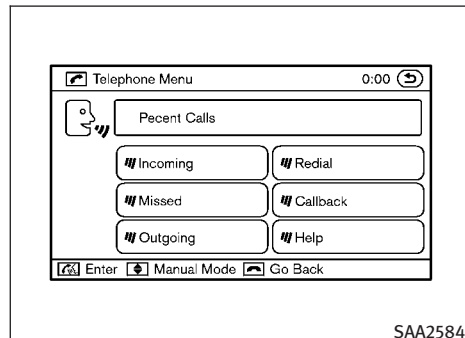 Telephone Menu 0:00
Pecent Calls
Incoming Redial
Missed Callback
Outgoing Help
Enter Manual Mode Go Back
SAA2584